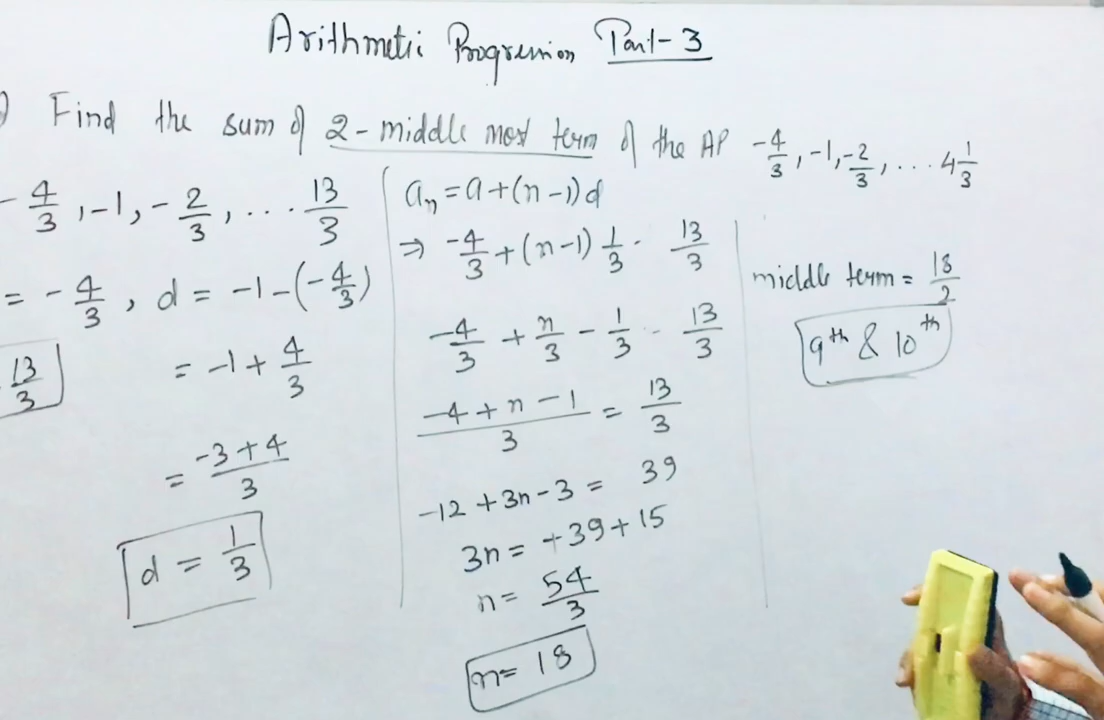 Arithmetic Progression Part-3
) Find the sum of 2-middle most term of the AP -4/3, -1, -2/3, ... 4 1/3
-4/3, -1, -2/3, ... 13/3
= -4/3, d = -1 - (-4/3)
13/3
= -1 + 4/3
= (-3+4)/3
d = 1/3
aₙ = a + (n-1)d
⇒ -4/3 + (n-1) 1/3 - 13/3
-4/3 + n/3 - 1/3 - 13/3
(-4+n-1)/3 = 13/3
-12 + 3n - 3 = 39
3n = +39 + 15
n = 54/3
n = 18
middle term = 18/2
9th & 10th